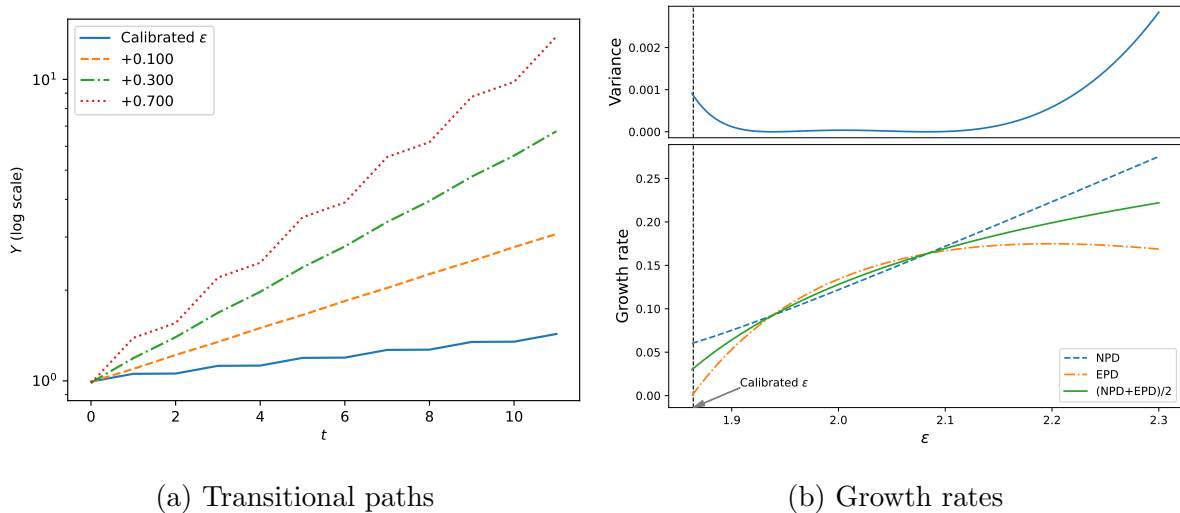 Calibrated ε
+0.100
+0.300
+0.700
Y (log scale)
10¹
10⁰
0 2 4 6 8 10
t
(a) Transitional paths
Variance
0.002
0.001
0.000
Growth rate
0.25
0.20
0.15
0.10
0.05
0.00
Calibrated ε
NPD
EPD
(NPD+EPD)/2
1.9 2.0 2.1 2.2 2.3
ε
(b) Growth rates